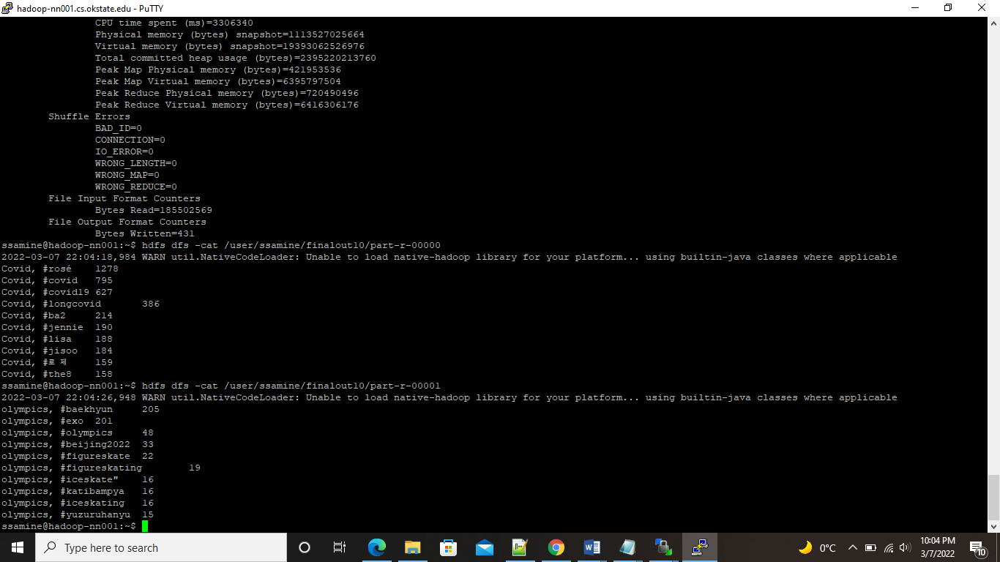 hadoop-nn001.cs.okstate.edu - PuTTY
CPU time spent (ms)=3306340
Physical memory (bytes) snapshot=1113527025664
Virtual memory (bytes) snapshot=19393062526976
Total committed heap usage (bytes)=2395220213760
Peak Map Physical memory (bytes)=421953536
Peak Map Virtual memory (bytes)=6395797504
Peak Reduce Physical memory (bytes)=720490496
Peak Reduce Virtual memory (bytes)=6416306176
Shuffle Errors
BAD_ID=0
CONNECTION=0
IO_ERROR=0
WRONG_LENGTH=0
WRONG_MAP=0
WRONG_REDUCE=0
File Input Format Counters
Bytes Read=185502569
File Output Format Counters
Bytes Written=431
ssamine@hadoop-nn001:~$ hdfs dfs -cat /user/ssamine/finalout10/part-r-00000
2022-03-07 22:04:18,984 WARN util.NativeCodeLoader: Unable to load native-hadoop library for your platform... using builtin-java classes where applicable
Covid, #rosé 1278
Covid, #covid 795
Covid, #covid19 627
Covid, #longcovid 386
Covid, #ba2 214
Covid, #jennie 190
Covid, #lisa 188
Covid, #jisoo 184
Covid, #로제 159
Covid, #the8 158
ssamine@hadoop-nn001:~$ hdfs dfs -cat /user/ssamine/finalout10/part-r-00001
2022-03-07 22:04:26,948 WARN util.NativeCodeLoader: Unable to load native-hadoop library for your platform... using builtin-java classes where applicable
olympics, #baekhyun 205
olympics, #exo 201
olympics, #olympics 48
olympics, #beijing2022 33
olympics, #figureskate 22
olympics, #figureskating 19
olympics, #iceskate" 16
olympics, #katibampya 16
olympics, #iceskating 16
olympics, #yuzuruhanyu 15
ssamine@hadoop-nn001:~$
Type here to search
0°C
10:04 PM
3/7/2022
10